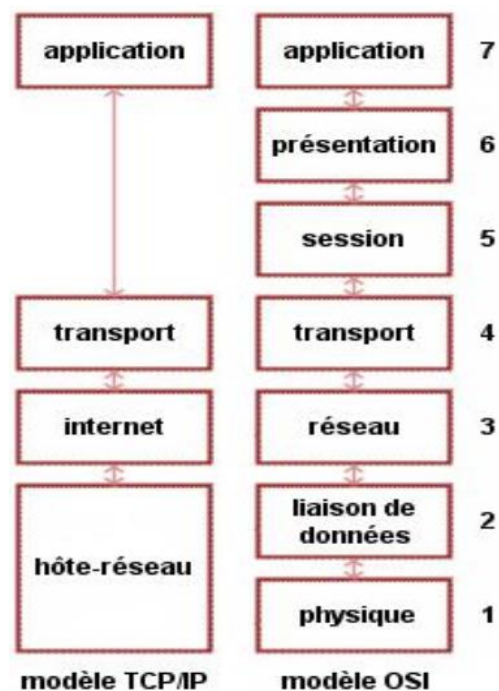 application application 7
présentation 6
session 5
transport transport 4
internet réseau 3
liaison de
données 2
hôte-réseau
physique 1
modèle TCP/IP modèle OSI